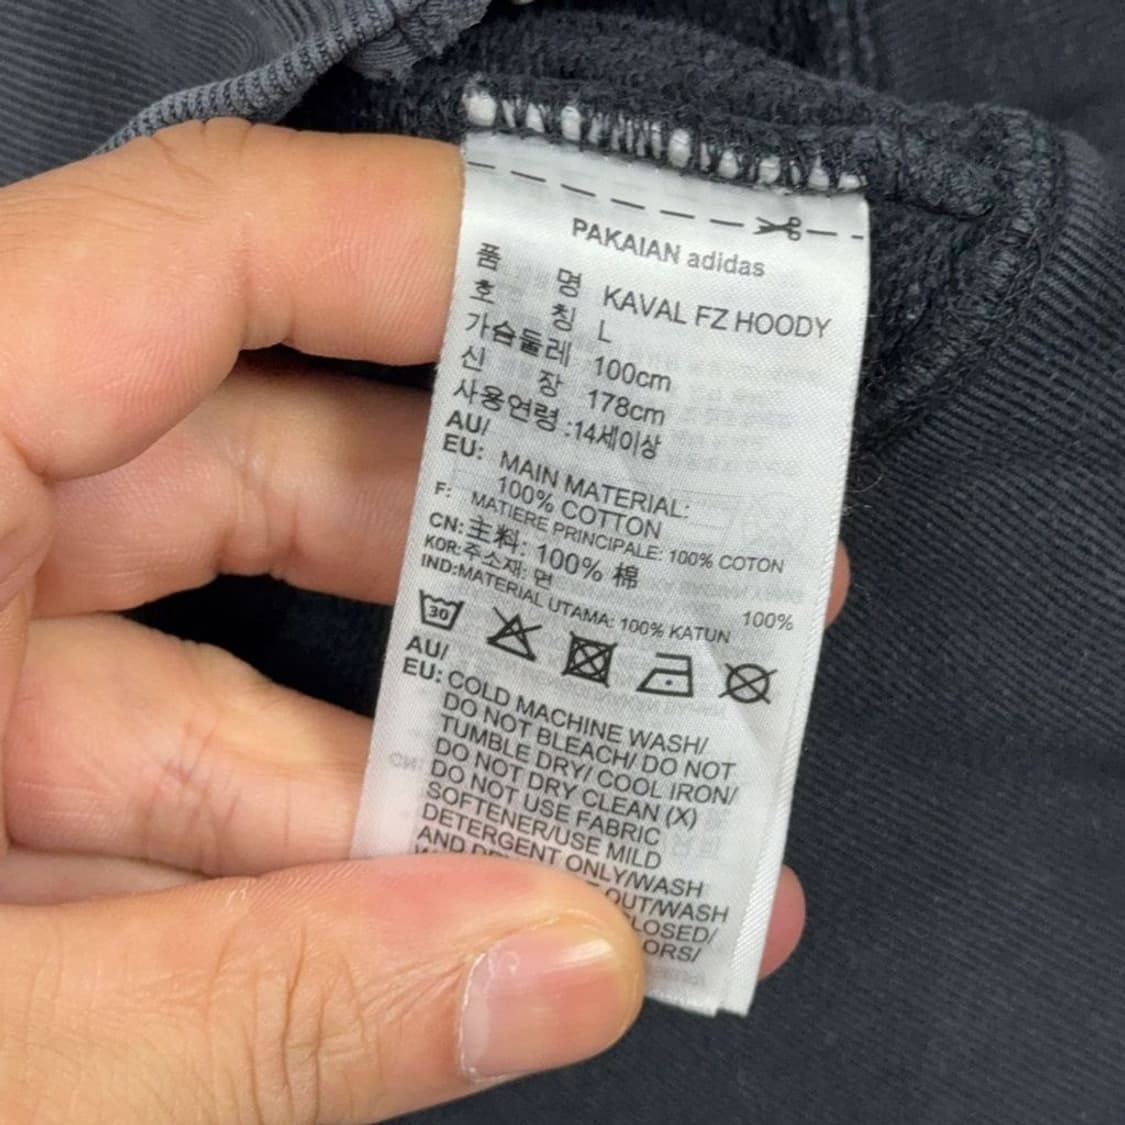 PAKAIAN adidas
품 명 KAVAL FZ HOODY
호 칭 L
가슴둘레 100cm
신 장 178cm
사용연령 :14세이상
AU/
EU: MAIN MATERIAL:
100% COTTON
F: MATIERE PRINCIPALE: 100% COTON
CN: 主料: 100% 棉
KOR: 주소재: 면 100%
IND:MATERIAL UTAMA: 100% KATUN
30
AU/
EU: COLD MACHINE WASH/
DO NOT BLEACH/ DO NOT
TUMBLE DRY/ COOL IRON/
DO NOT DRY CLEAN (X)
DO NOT USE FABRIC
SOFTENER/USE MILD
DETERGENT ONLY/WASH
AND
OUT/WASH